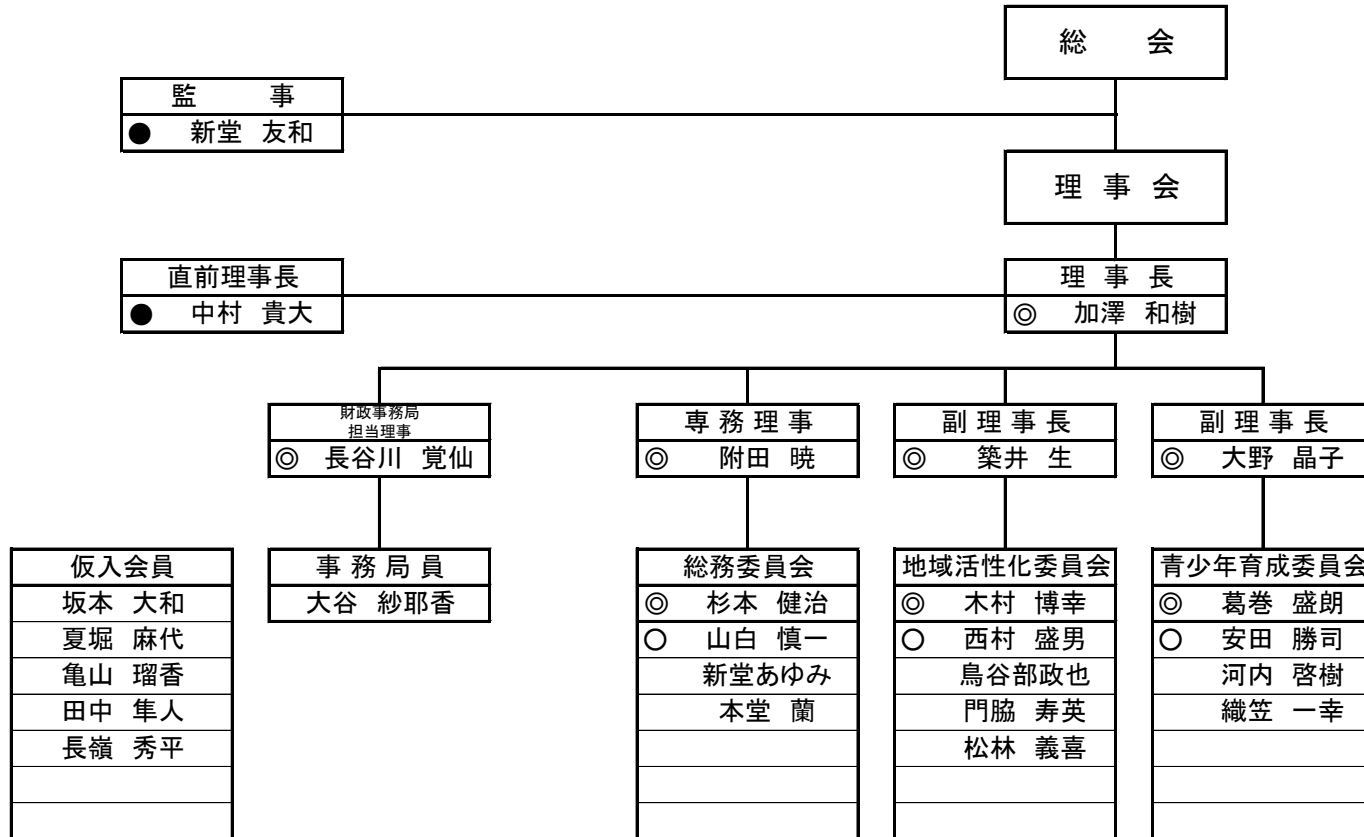 総 会
監 事
● 新堂 友和
理 事 会
直前理事長
● 中村 貴大
理 事 長
◎ 加澤 和樹
財政事務局
担当理事
◎ 長谷川 覚仙
専 務 理 事
◎ 附田 暁
副 理 事 長
◎ 築井 生
副 理 事 長
◎ 大野 晶子
仮入会員
坂本 大和
夏堀 麻代
亀山 瑠香
田中 隼人
長嶺 秀平
事 務 局 員
大谷 紗耶香
総務委員会
◎ 杉本 健治
○ 山白 慎一
新堂あゆみ
本堂 蘭
地域活性化委員会
◎ 木村 博幸
○ 西村 盛男
鳥谷部政也
門脇 寿英
松林 義喜
青少年育成委員会
◎ 葛巻 盛朗
○ 安田 勝司
河内 啓樹
織笠 一幸